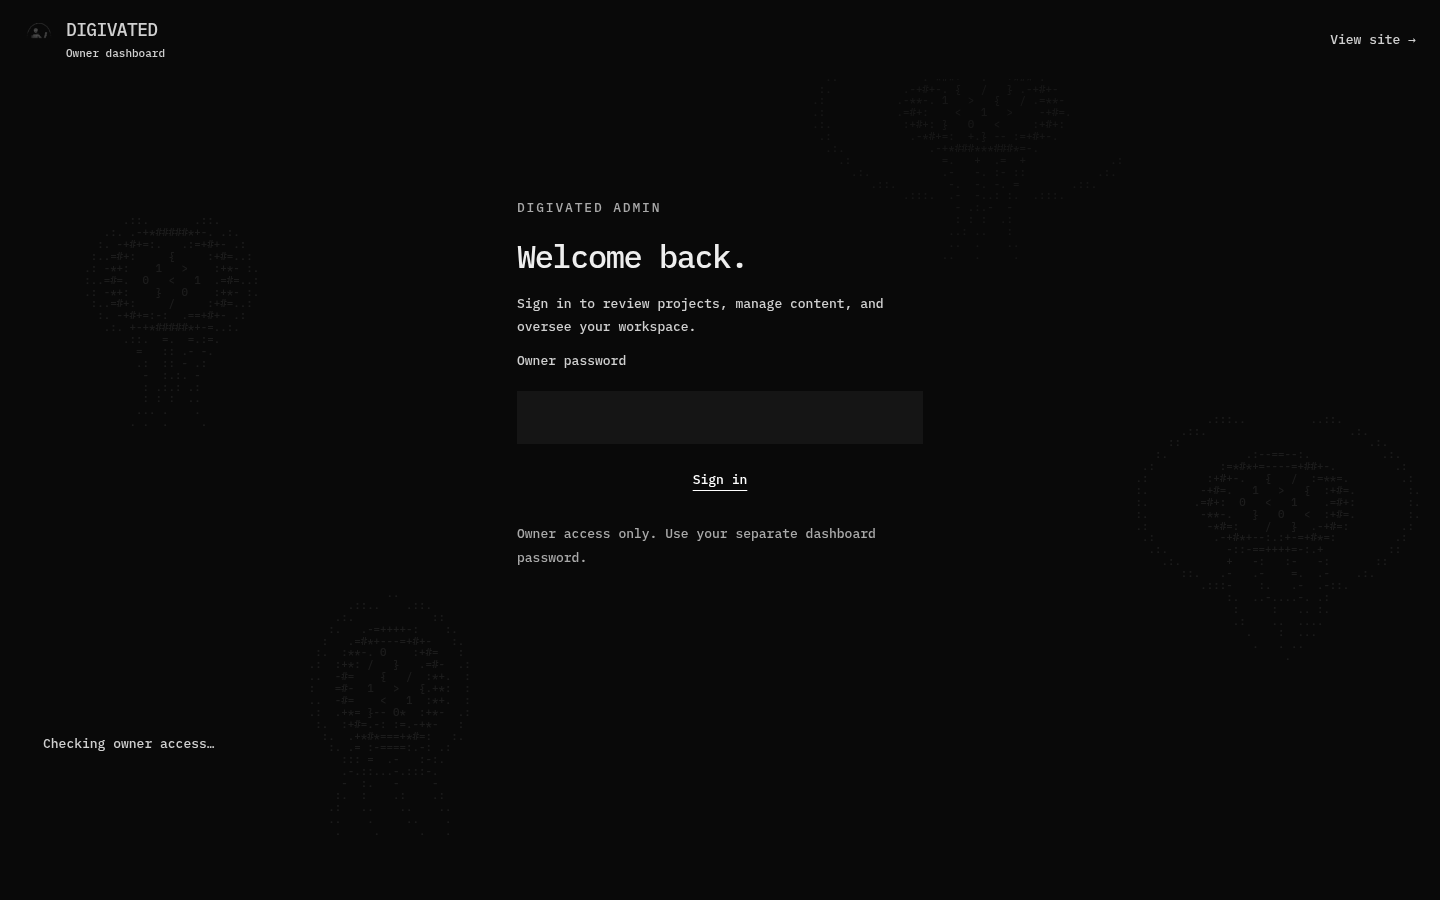 DIGIVATED
Owner dashboard
View site →
DIGIVATED ADMIN
Welcome back.
Sign in to review projects, manage content, and
oversee your workspace.
Owner password
Sign in
Owner access only. Use your separate dashboard
password.
Checking owner access…